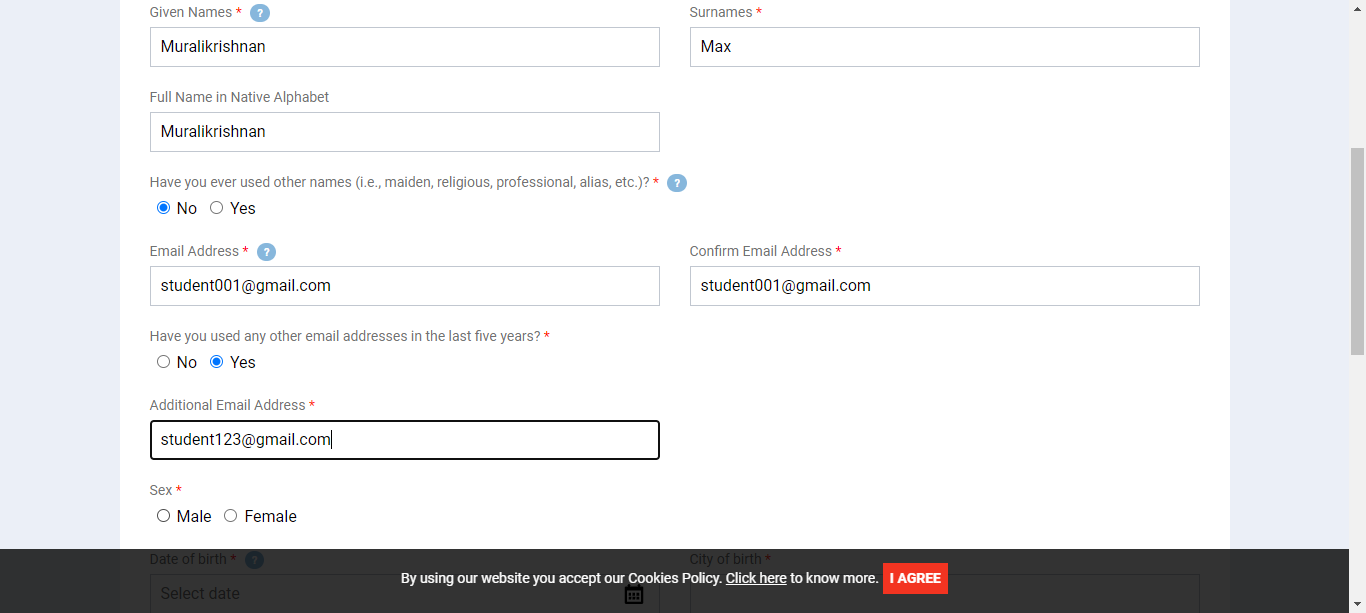 Given Names * ?
Surnames *
Muralikrishnan
Max
Full Name in Native Alphabet
Muralikrishnan
Have you ever used other names (i.e., maiden, religious, professional, alias, etc.)? * ?
No Yes
Email Address * ?
Confirm Email Address *
student001@gmail.com
student001@gmail.com
Have you used any other email addresses in the last five years? *
No Yes
Additional Email Address *
student123@gmail.com
Sex *
Male Female
Date of birth * ?
City of birth *
By using our website you accept our Cookies Policy. Click here to know more. I AGREE
Select date